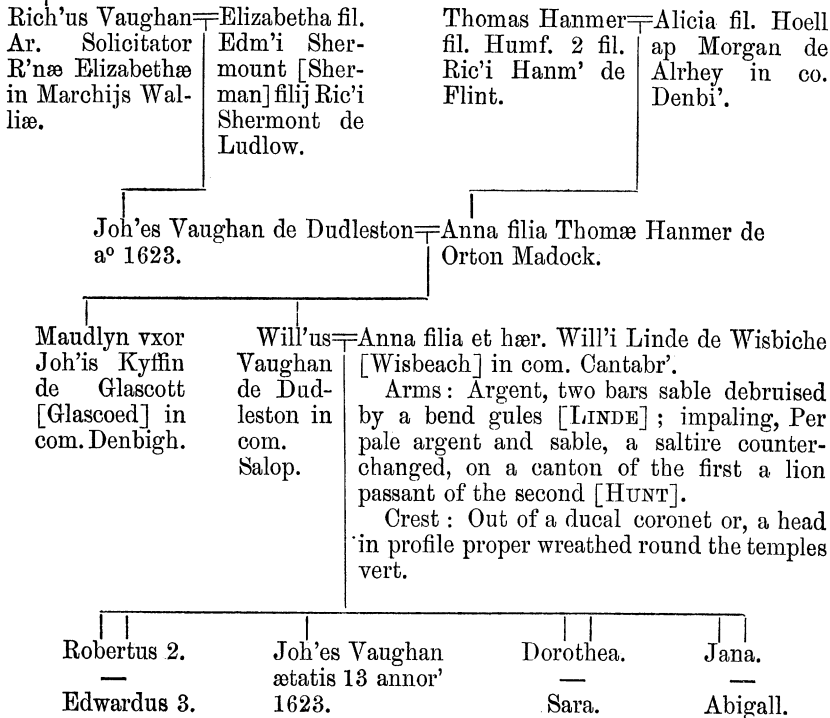 Rich'us Vaughan
Ar. Solicitator
R'næ Elizabethæ
in Marchijs Wal-
liæ.
Elizabetha fil.
Edm'i Sher-
mount [Sher-
man] filij Ric'i
Shermont de
Ludlow.
Thomas Hanmer
fil. Humf. 2 fil.
Ric'i Hanm' de
Flint.
Alicia fil. Hoell
ap Morgan de
Alrhey in co.
Denbi'.
Joh'es Vaughan de Dudleston
aº 1623.
Anna filia Thomæ Hanmer de
Orton Madock.
Maudlyn vxor
Joh'is Kyffin
de Glascott
[Glascoed] in
com. Denbigh.
Will'us
Vaughan
de Dud-
leston in
com.
Salop.
Anna filia et hær. Will'i Linde de Wisbiche
[Wisbeach] in com. Cantabr'.
Arms : Argent, two bars sable debruised
by a bend gules [LINDE] ; impaling, Per
pale argent and sable, a saltire counter-
changed, on a canton of the first a lion
passant of the second [HUNT].
Crest : Out of a ducal coronet or, a head
in profile proper wreathed round the temples
vert.
Robertus 2.
Edwardus 3.
Joh'es Vaughan
ætatis 13 annor'
1623.
Dorothea.
Sara.
Jana.
Abigall.